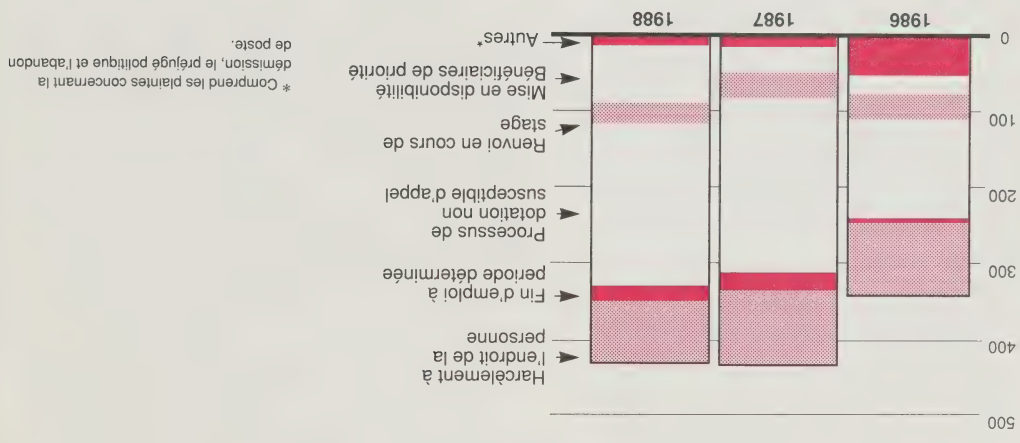 500
400
300
200
100
0
1986
1987
1988
Harcèlement à
l'endroit de la
personne
Fin d'emploi à
periode déterminée
Processus de
dotation non
susceptible d'appel
Renvoi en cours de
stage
Mise en disponibilité
Bénéficiaires de priorité
Autres*
* Comprend les plaintes concernant la
démission, le préjugé politique et l'abandon
de poste.